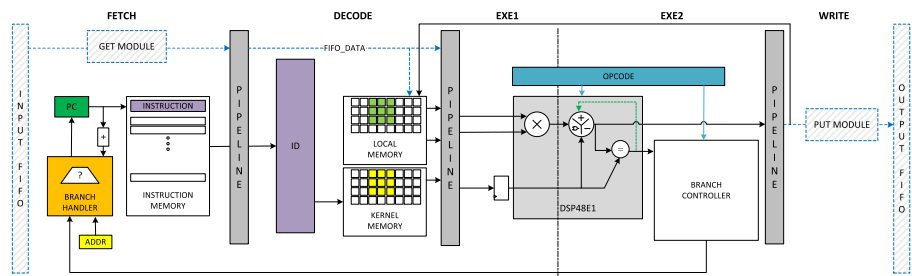 FETCH
DECODE
EXE1
EXE2
WRITE
INPUT FIFO
GET MODULE
PIPELINE
FIFO_DATA
PIPELINE
OPCODE
PIPELINE
PUT MODULE
OUTPUT FIFO
PC
INSTRUCTION
+
?
BRANCH
HANDLER
INSTRUCTION
MEMORY
ADDR
ID
LOCAL
MEMORY
KERNEL
MEMORY
×
+
−
=
DSP48E1
BRANCH
CONTROLLER